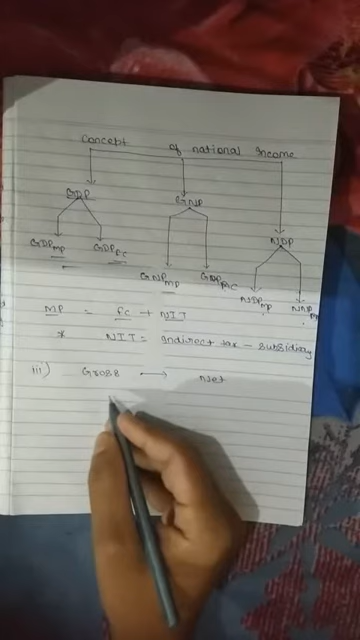 Concept of national income
GDP GNP NDP
GDPmp GDPFC GNPMP GNPFC NDPmp NNPmp
MP = FC + NIT
* NIT = Indirect tax - subsidiary
iii) Gross → net